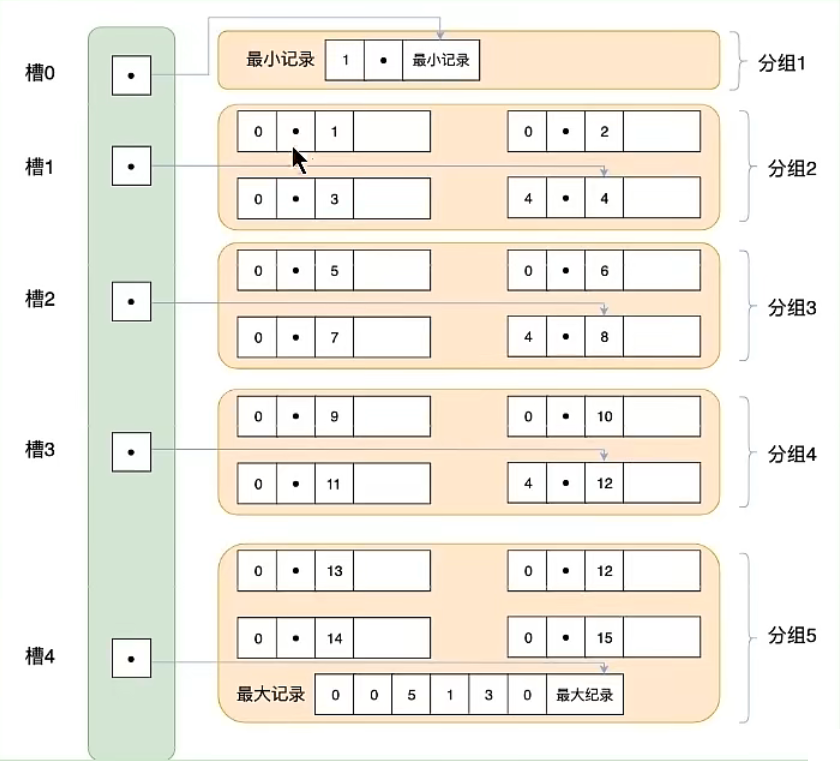 槽0
最小记录 1 • 最小记录
分组1
0 • 1
0 • 2
槽1
分组2
0 • 3
4 • 4
0 • 5
0 • 6
槽2
分组3
0 • 7
4 • 8
0 • 9
0 • 10
槽3
分组4
0 • 11
4 • 12
0 • 13
0 • 12
0 • 14
0 • 15
分组5
槽4
最大记录 0 0 5 1 3 0 最大纪录